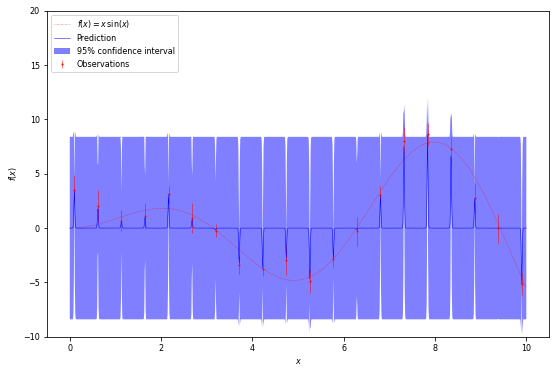 20
15
10
5
0
−5
−10
f(x)
f(x) = x sin(x)
Prediction
95% confidence interval
Observations
0
2
4
6
8
10
x